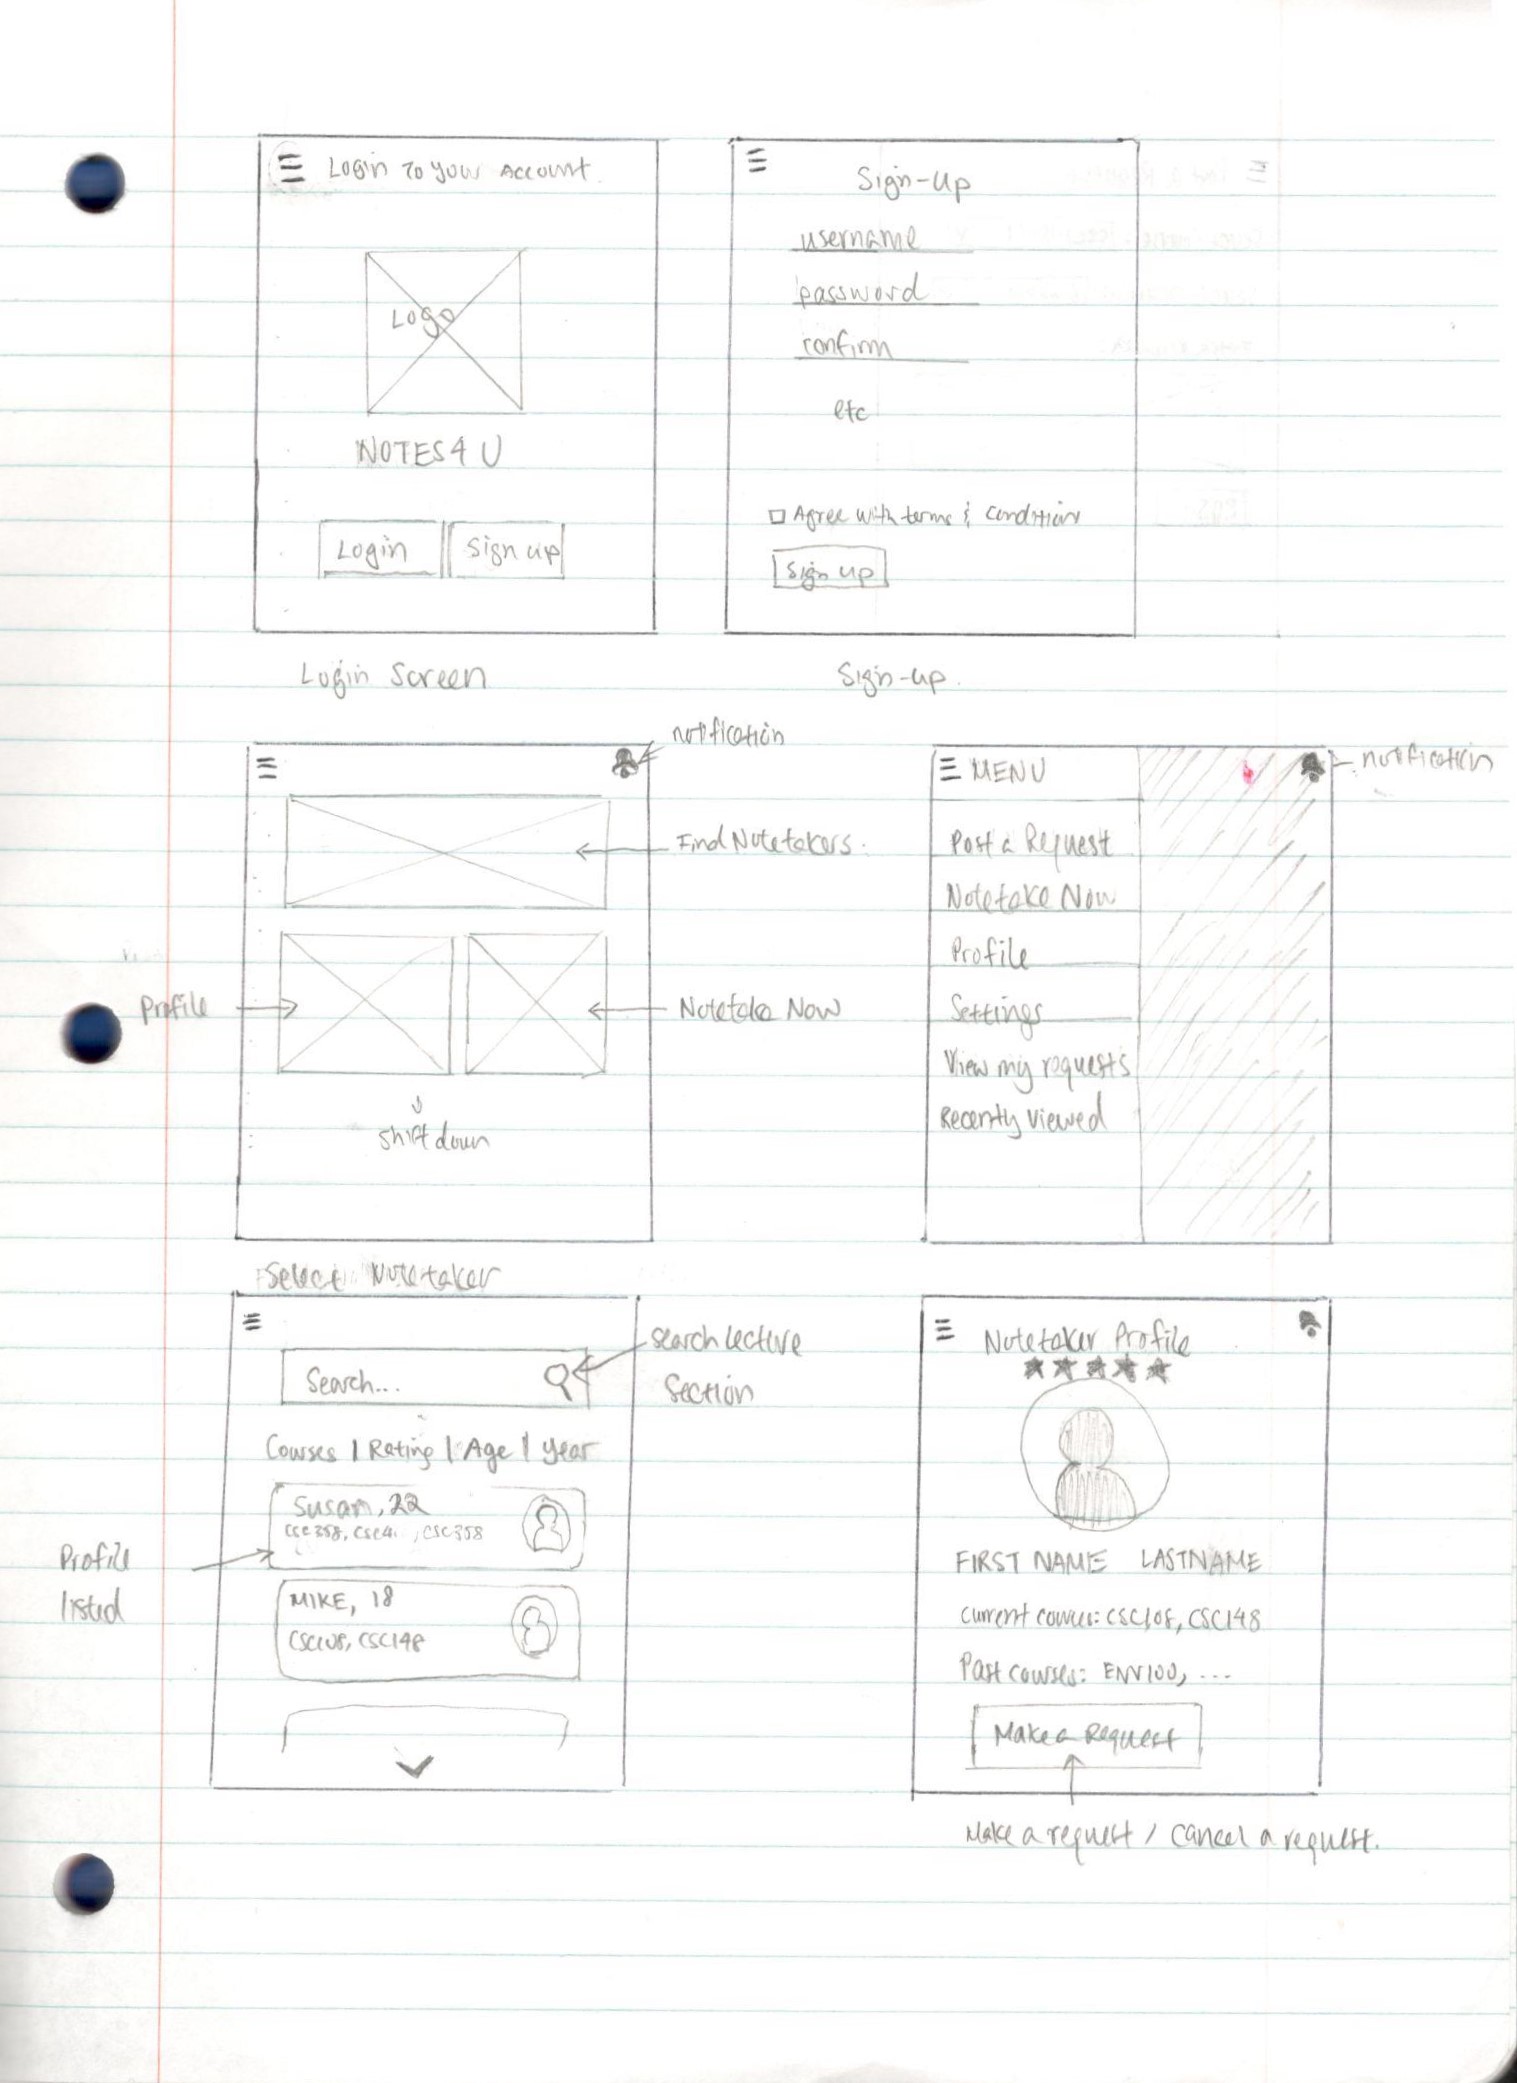 Login To your Account.
Logo
NOTES4 U
Login
Sign up
Login Screen
Sign-up
username
password
confirm
etc
Agree with terms & condition
Sign up
Sign-up.
notification
Find Notetakers.
Profile
Notetake Now
shift down
MENU
notification
Post a Request
Notetake Now
Profile
Settings
View my requests
Recently Viewed
Select Notetaker
Search...
search lecture
Section
Courses | Rating | Age | Year
Susan, 22
CSC358, CSC358
Profile
listed
MIKE, 18
CSC108, CSC148
Notetaker Profile
FIRST NAME LASTNAME
Current courses: CSC108, CSC148
Past courses: ENV100, ...
Make a Request
Make a request / Cancel a request.